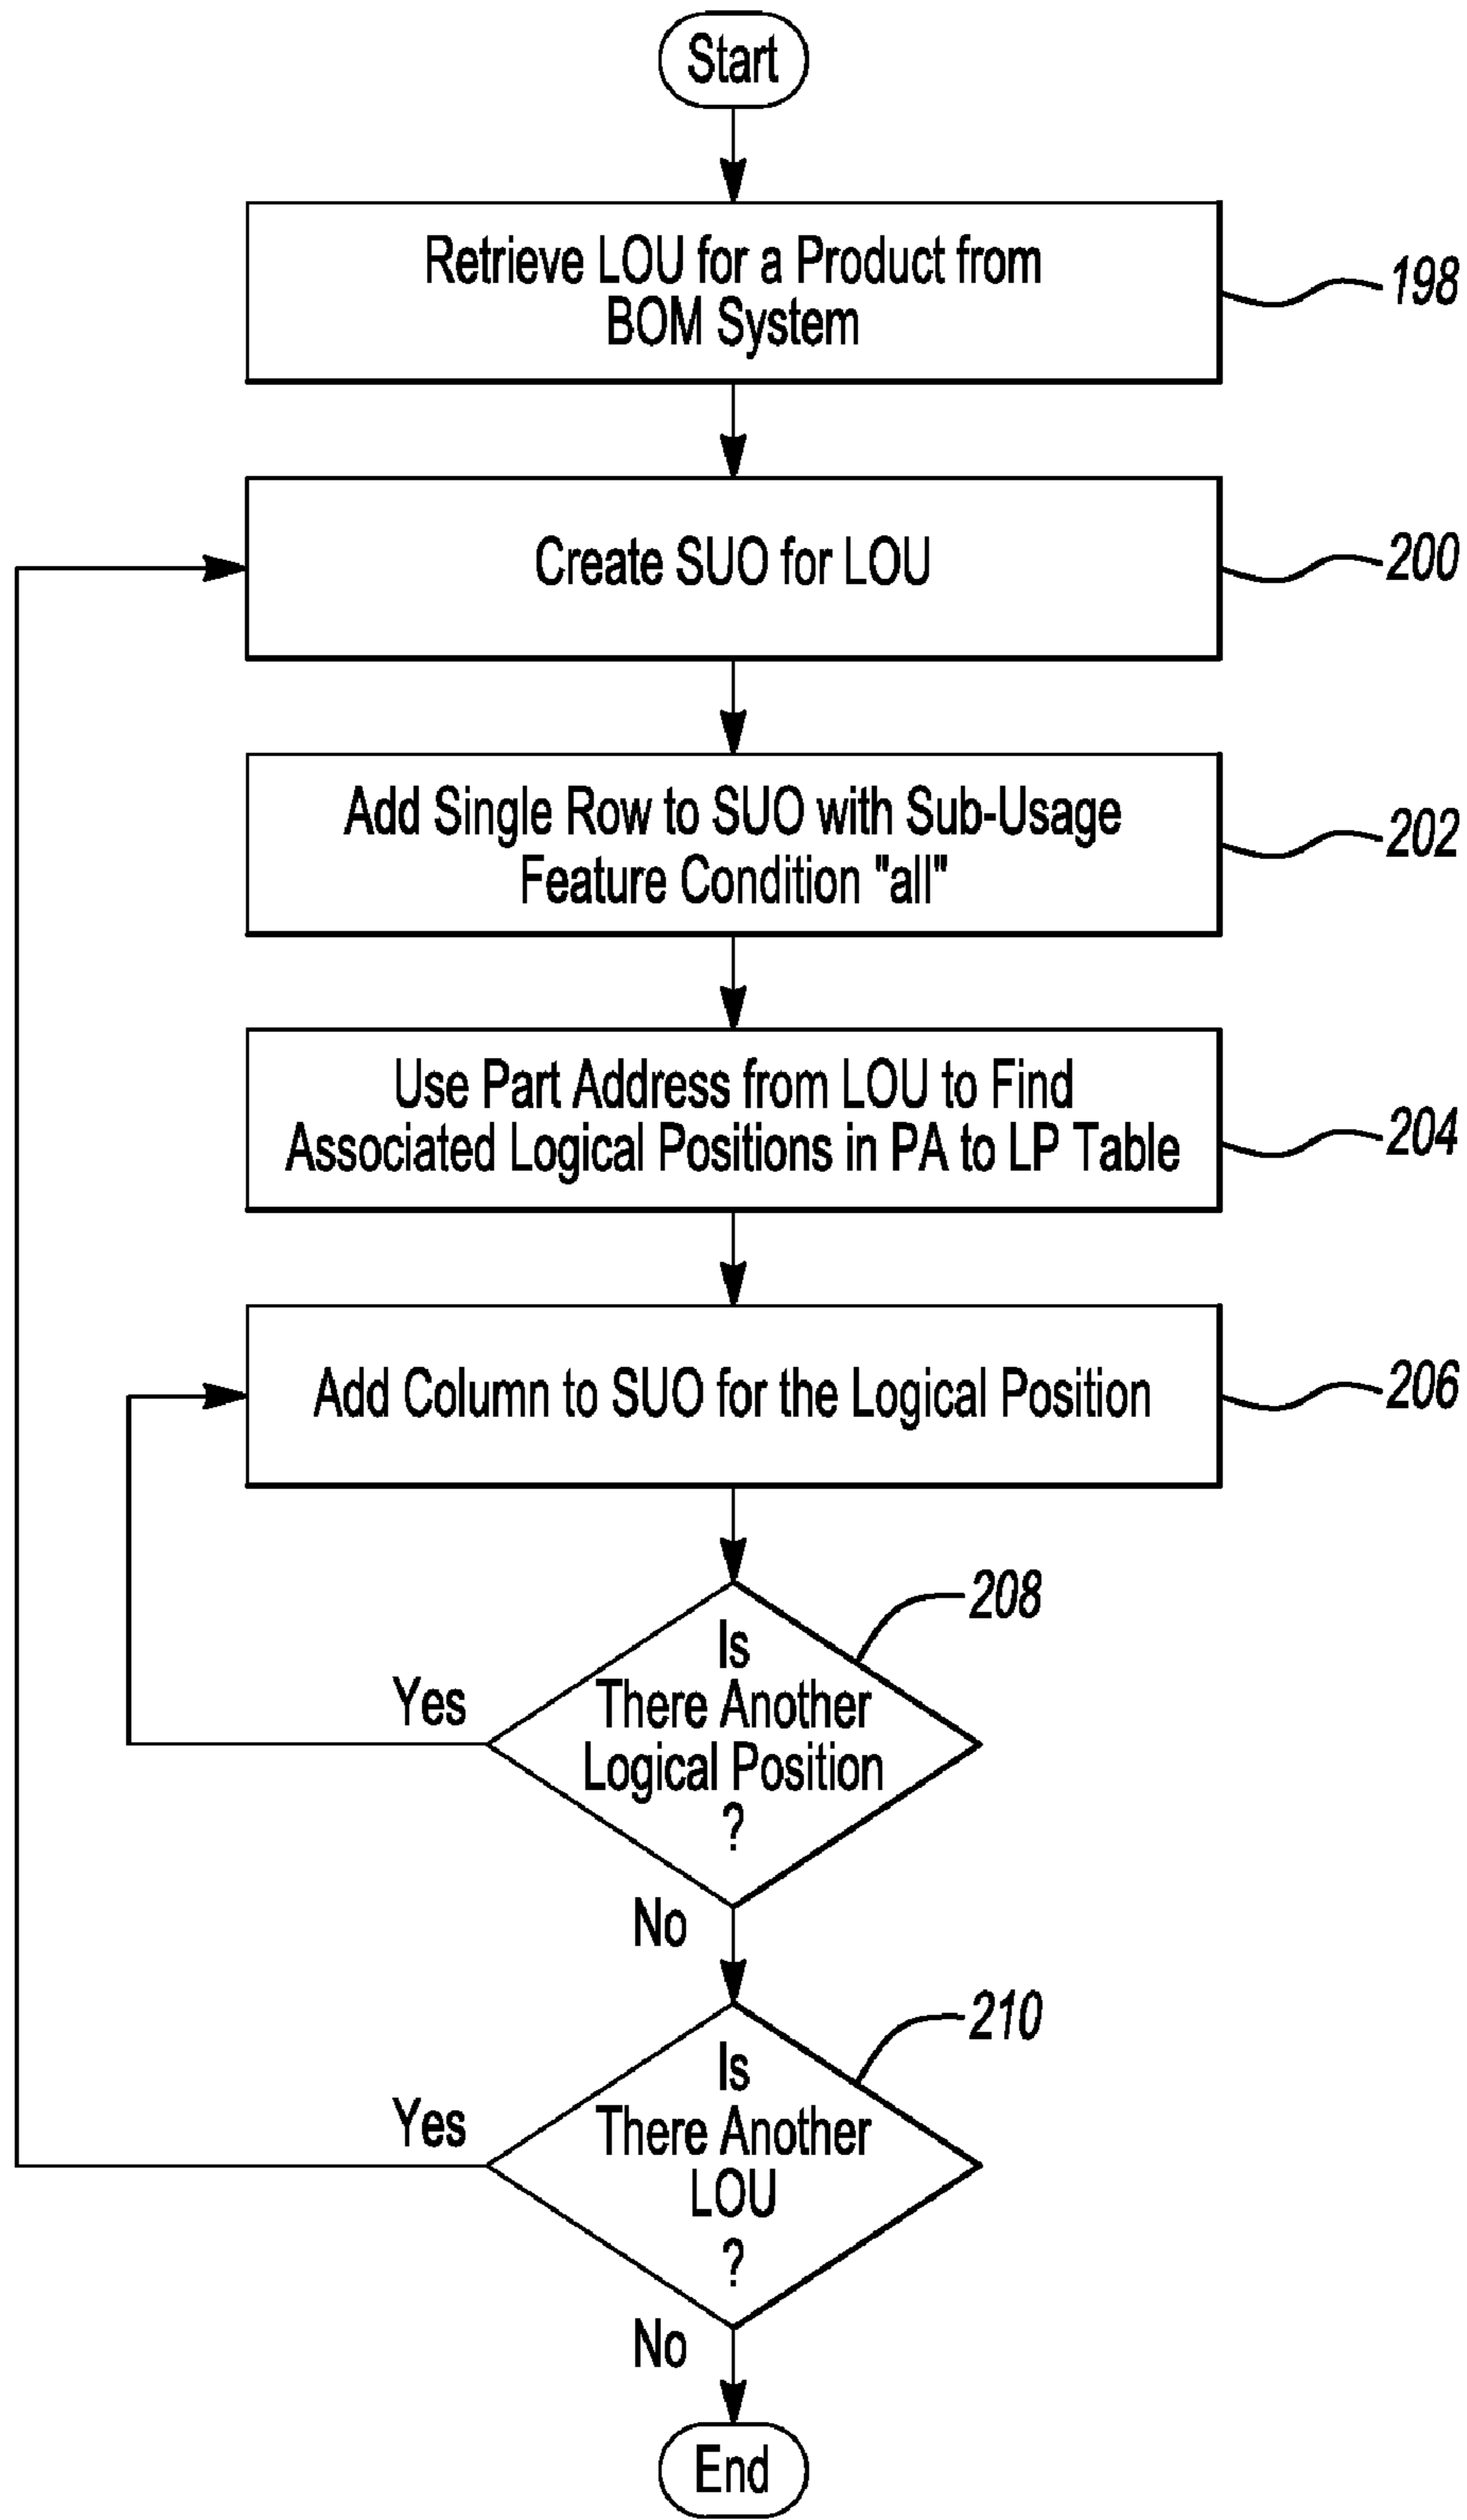 Start
Retrieve LOU for a Product from
BOM System
198
Create SUO for LOU
200
Add Single Row to SUO with Sub-Usage
Feature Condition "all"
202
Use Part Address from LOU to Find
Associated Logical Positions in PA to LP Table
204
Add Column to SUO for the Logical Position
206
208
Is
There Another
Logical Position
?
Yes
No
210
Is
There Another
LOU
?
Yes
No
End